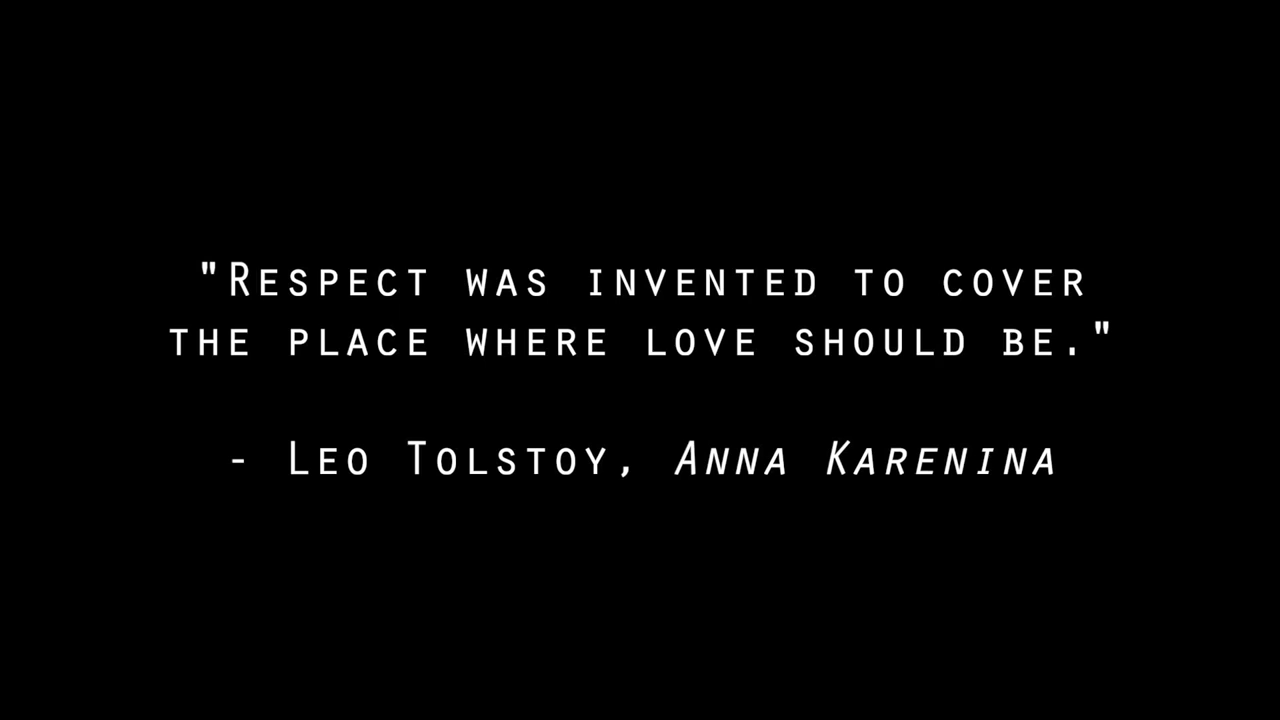 "Respect was invented to cover
the place where love should be."
- Leo Tolstoy, Anna Karenina